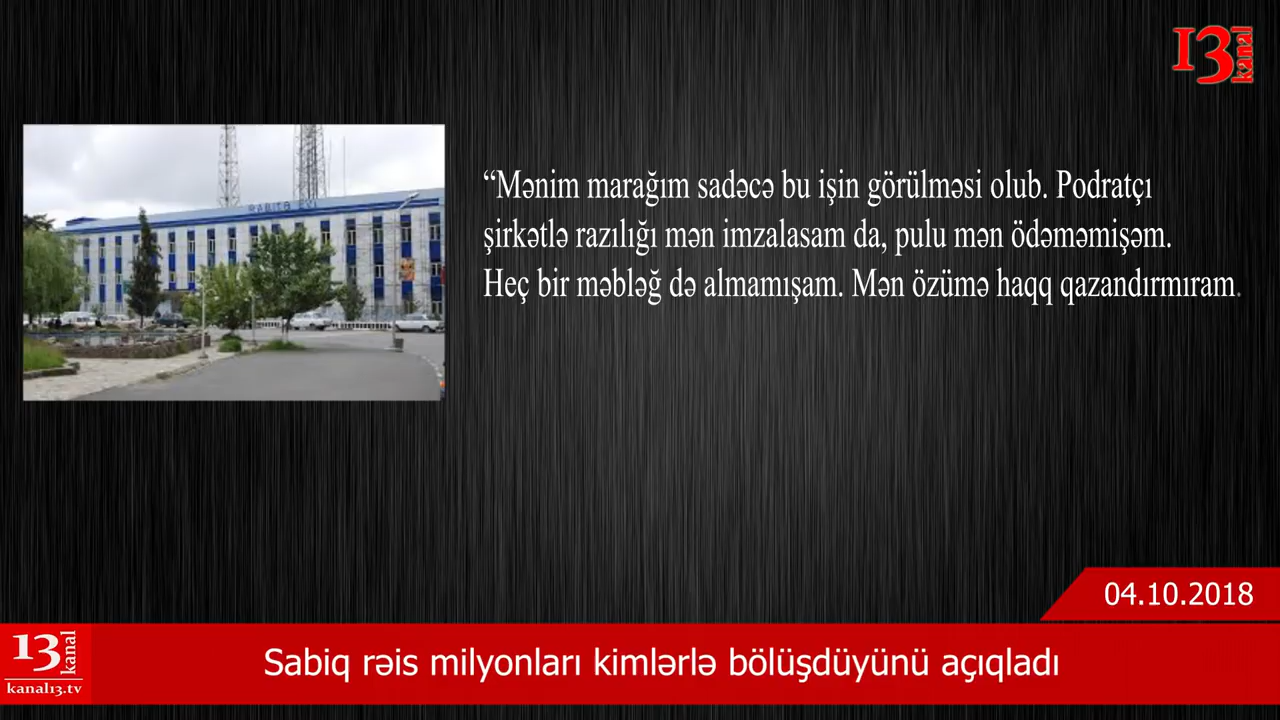 13 kanal
“Mənim marağım sadəcə bu işin görülməsi olub. Podratçı
şirkətlə razılığı mən imzalasam da, pulu mən ödəməmişəm.
Heç bir məbləğ də almamışam. Mən özümə haqq qazandırmıram.
04.10.2018
13 kanal
kanal13.tv
Sabiq rəis milyonları kimlərlə bölüşdüyünü açıqladı